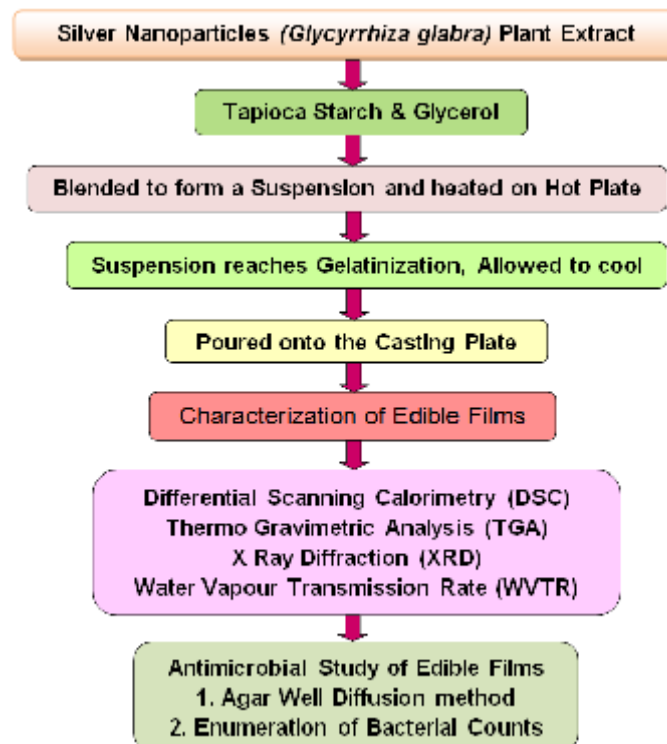 Silver Nanoparticles (Glycyrrhiza glabra) Plant Extract
Tapioca Starch & Glycerol
Blended to form a Suspension and heated on Hot Plate
Suspension reaches Gelatinization, Allowed to cool
Poured onto the Casting Plate
Characterization of Edible Films
Differential Scanning Calorimetry (DSC)
Thermo Gravimetric Analysis (TGA)
X Ray Diffraction (XRD)
Water Vapour Transmission Rate (WVTR)
Antimicrobial Study of Edible Films
1. Agar Well Diffusion method
2. Enumeration of Bacterial Counts